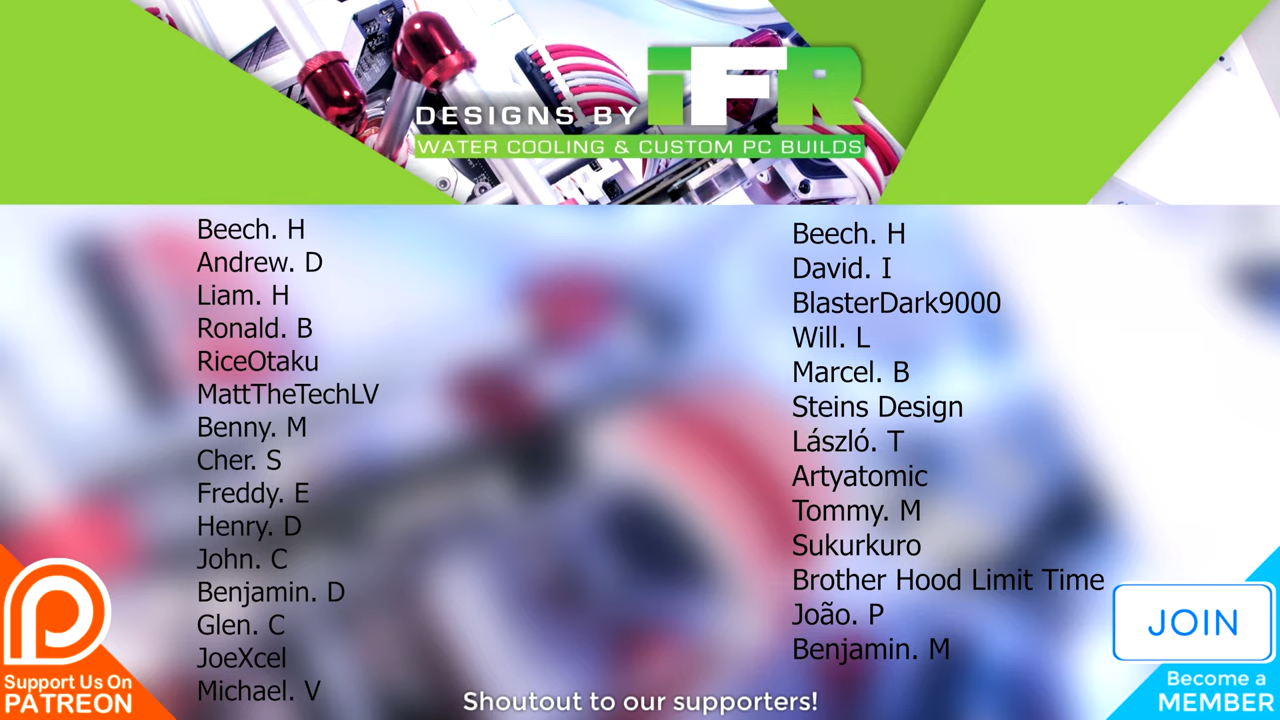 DESIGNS BY iFR
WATER COOLING & CUSTOM PC BUILDS
Beech. H
Andrew. D
Liam. H
Ronald. B
RiceOtaku
MattTheTechLV
Benny. M
Cher. S
Freddy. E
Henry. D
John. C
Benjamin. D
Glen. C
JoeXcel
Michael. V
Beech. H
David. I
BlasterDark9000
Will. L
Marcel. B
Steins Design
László. T
Artyatomic
Tommy. M
Sukurkuro
Brother Hood Limit Time
João. P
Benjamin. M
Support Us On
PATREON
Shoutout to our supporters!
JOIN
Become a
MEMBER